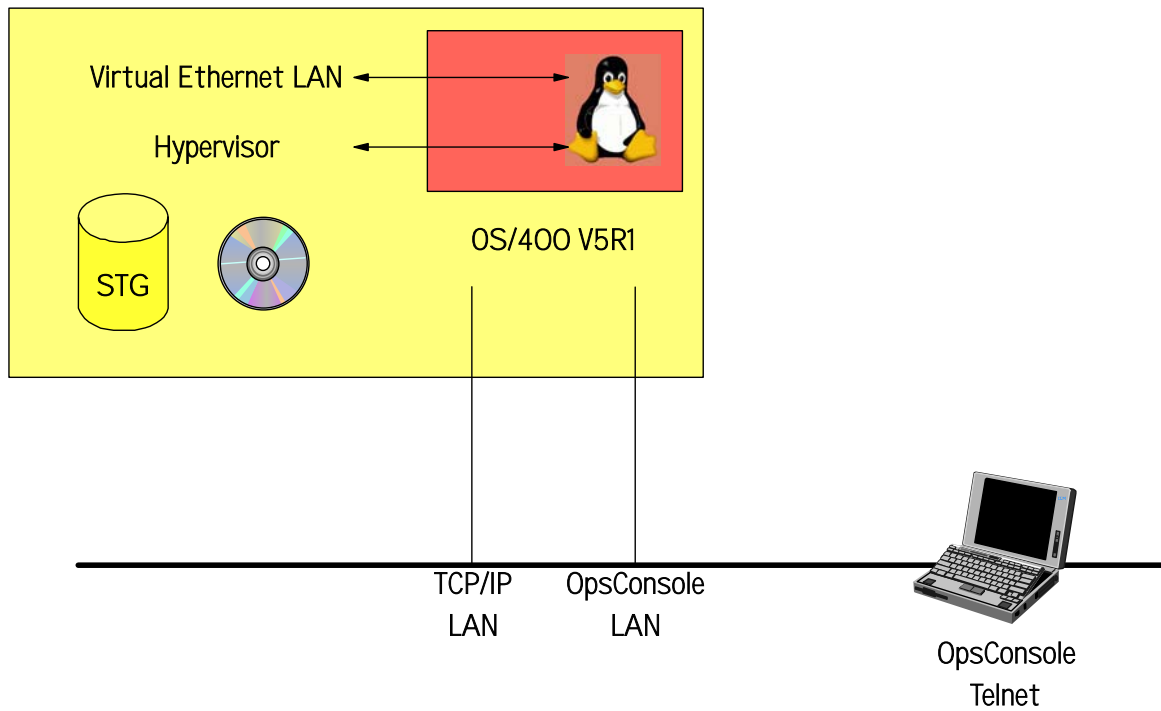 Virtual Ethernet LAN
Hypervisor
STG
OS/400 V5R1
TCP/IP
LAN
OpsConsole
LAN
OpsConsole
Telnet